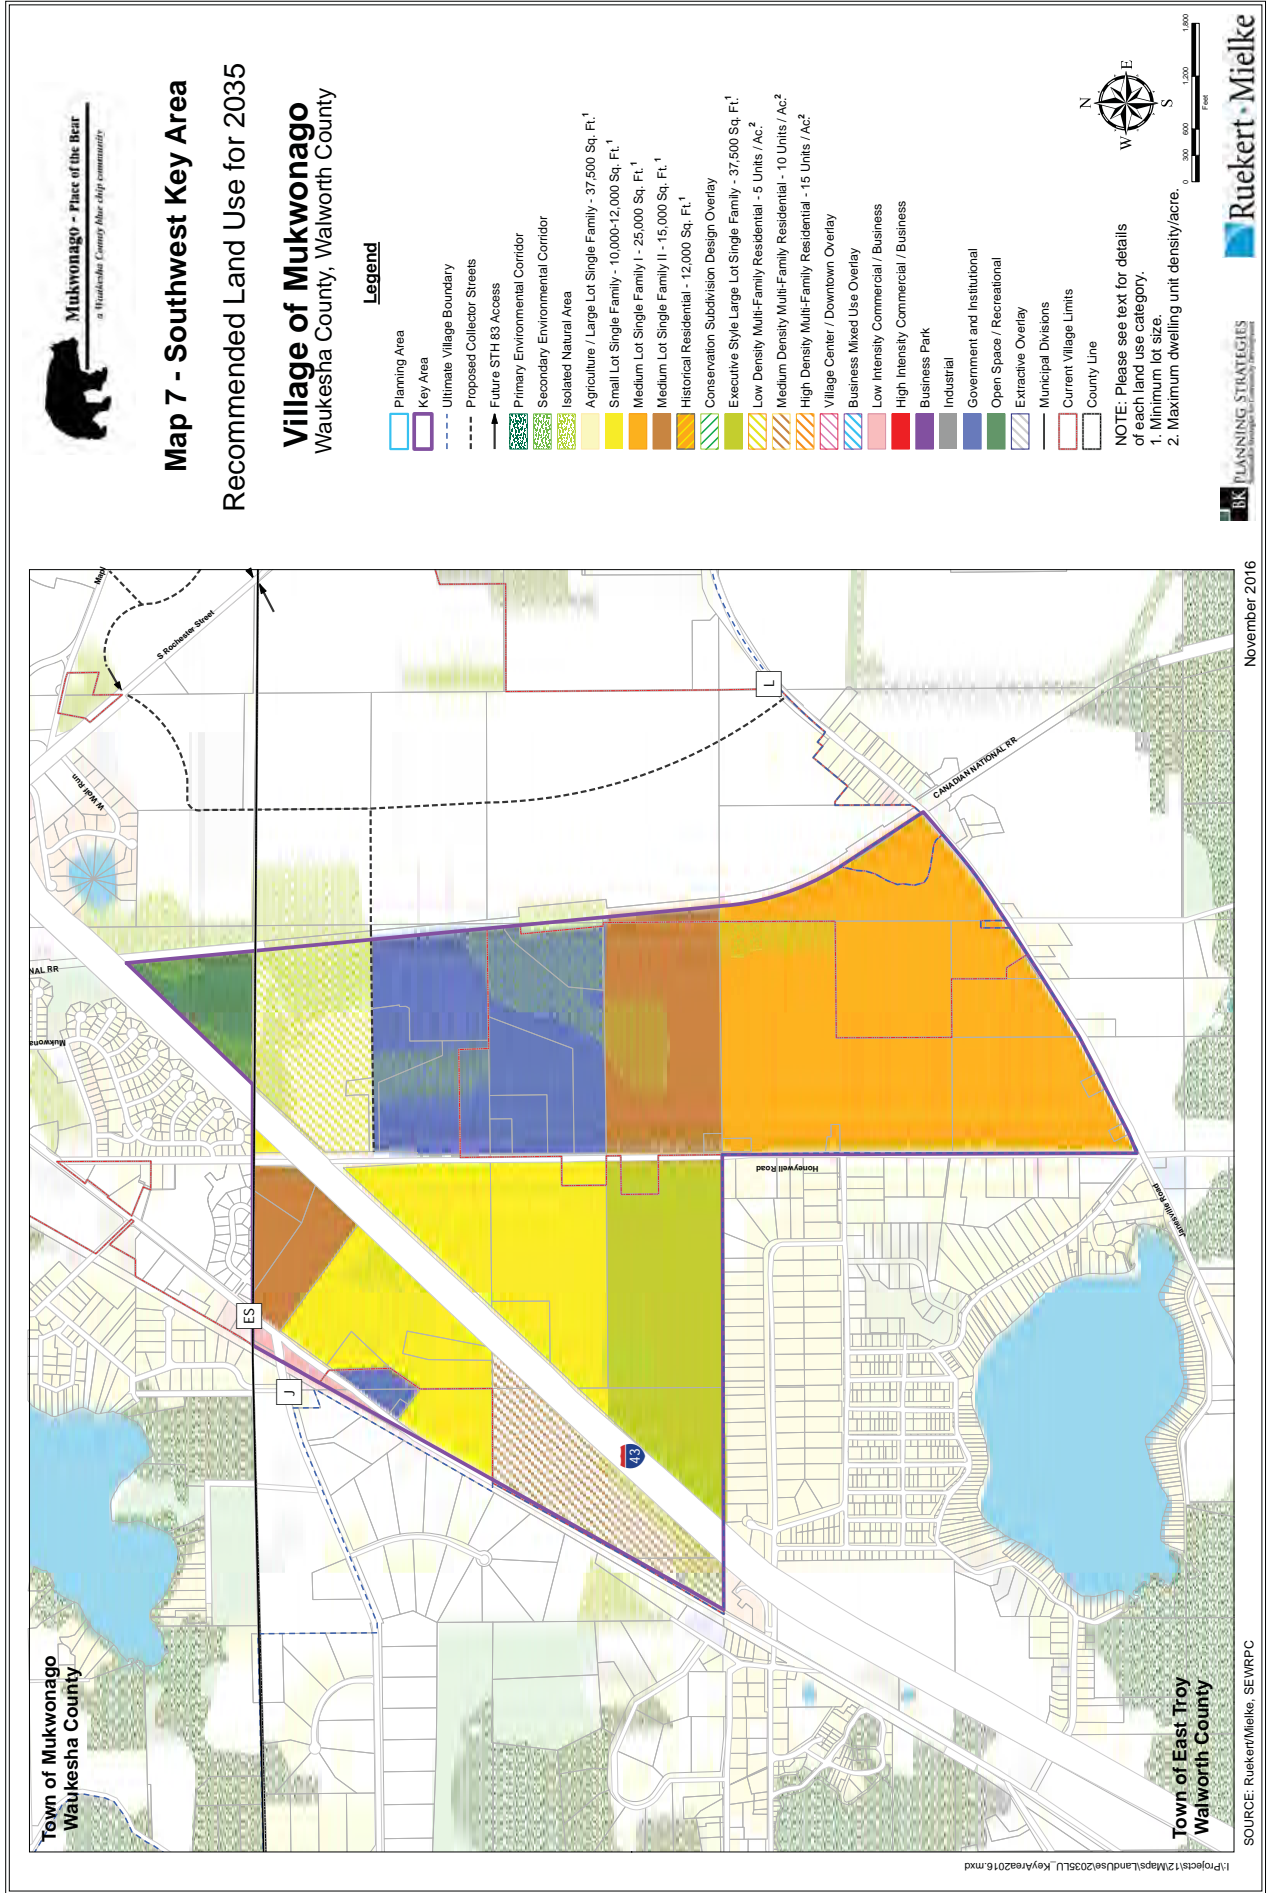 Mukwonago - Place of the Bear
a Waukesha County blue chip community
Map 7 - Southwest Key Area
Recommended Land Use for 2035
Village of Mukwonago
Waukesha County, Walworth County
Legend
Planning Area
Key Area
Ultimate Village Boundary
Proposed Collector Streets
Future STH 83 Access
Primary Environmental Corridor
Secondary Environmental Corridor
Isolated Natural Area
Agriculture / Large Lot Single Family - 37,500 Sq. Ft.¹
Small Lot Single Family - 10,000-12,000 Sq. Ft.¹
Medium Lot Single Family I - 25,000 Sq. Ft.¹
Medium Lot Single Family II - 15,000 Sq. Ft.¹
Historical Residential - 12,000 Sq. Ft.¹
Conservation Subdivision Design Overlay
Executive Style Large Lot Single Family - 37,500 Sq. Ft.¹
Low Density Multi-Family Residential - 5 Units / Ac.²
Medium Density Multi-Family Residential - 10 Units / Ac.²
High Density Multi-Family Residential - 15 Units / Ac.²
Village Center / Downtown Overlay
Business Mixed Use Overlay
Low Intensity Commercial / Business
High Intensity Commercial / Business
Business Park
Industrial
Government and Institutional
Open Space / Recreational
Extractive Overlay
Municipal Divisions
Current Village Limits
County Line
NOTE: Please see text for details
of each land use category.
1. Minimum lot size.
2. Maximum dwelling unit density/acre.
N
W
E
S
0 300 600 1,200 1,800
Feet
BK PLANNING STRATEGIES
Ruekert·Mielke
Town of Mukwonago
Waukesha County
NAL RR
Mukwona
W Wolf Run
S Rochester Street
Mapl
ES
J
43
L
Honeywell Road
CANADIAN NATIONAL RR
Janesville Road
Town of East Troy
Walworth County
SOURCE: Ruekert/Mielke, SEWRPC
November 2016
I:\Projects\12\Maps\LandUse\2035LU_KeyArea2016.mxd